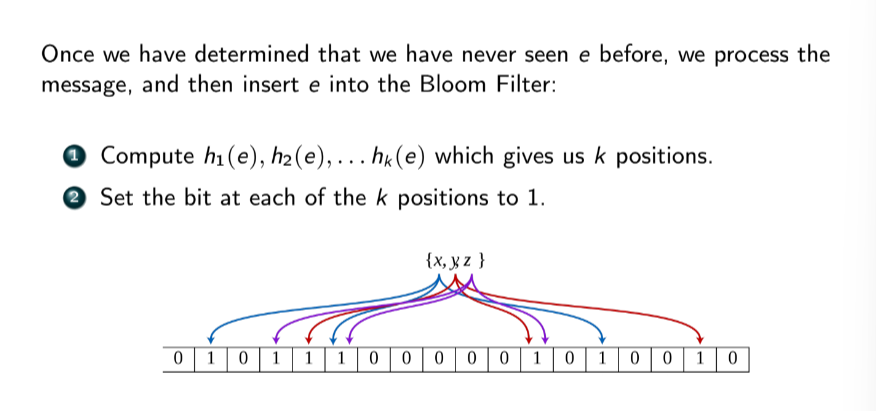 Once we have determined that we have never seen e before, we process the
message, and then insert e into the Bloom Filter:
1 Compute h₁(e), h₂(e), . . . hₖ(e) which gives us k positions.
2 Set the bit at each of the k positions to 1.
{x, y z }
0 1 0 1 1 1 0 0 0 0 0 1 0 1 0 0 1 0